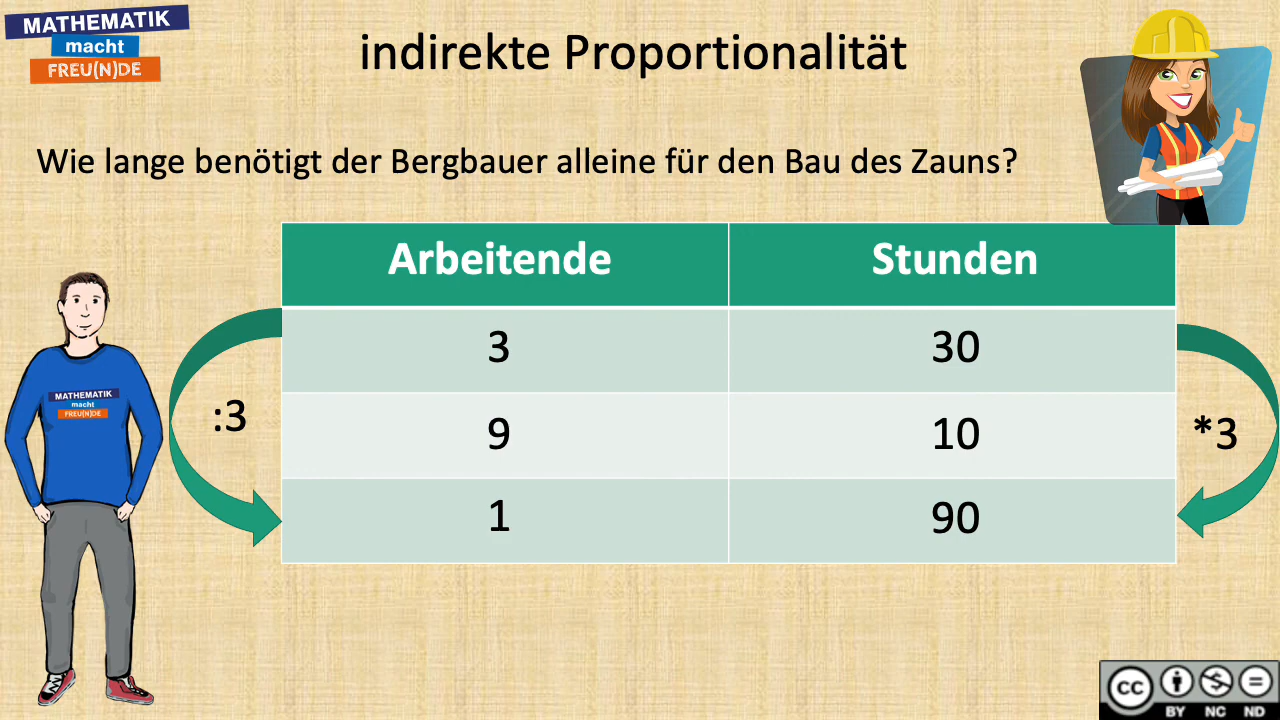 MATHEMATIK
macht
FREU(N)DE
indirekte Proportionalität
Wie lange benötigt der Bergbauer alleine für den Bau des Zauns?
Arbeitende Stunden
3 30
:3 9 10 *3
1 90
MATHEMATIK
macht
FREU(N)DE
cc
BY NC ND